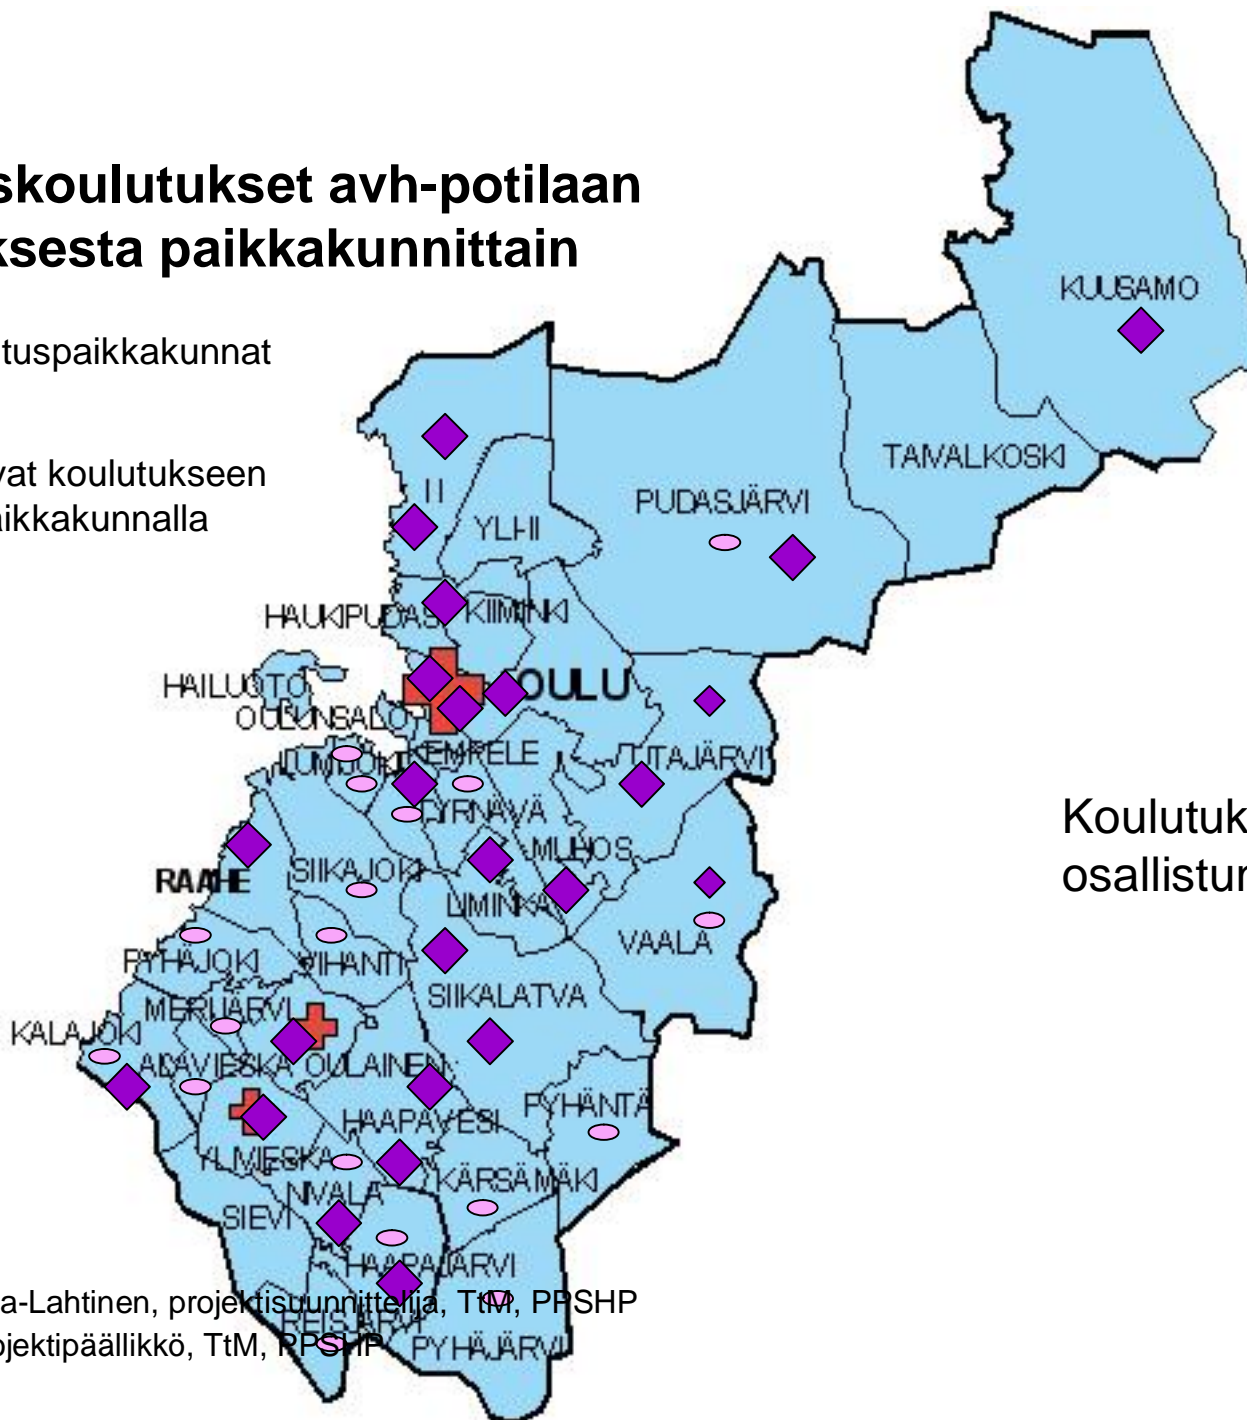 skoulutukset avh-potilaan
ksesta paikkakunnittain
tuspaikkakunnat
vat koulutukseen
aikkakunnalla
KUUSAMO
TAIVALKOSKI
PUDASJÄRVI
II
YLI-II
HAUKIPUDAS
KIIMINKI
HAILUOTO
OULU
OULUNSALO
KEMPELE
LUMIJOKI
UTAJÄRVI
TYRNÄVÄ
MUHOS
Koulutuk
osallistur
RAAHE
SIIKAJOKI
LIMINKA
VAALA
PYHÄJOKI
VIHANTI
SIIKALATVA
MERIJÄRVI
KALAJOKI
ALAVIESKA
OULAINEN
HAAPAVESI
PYHÄNTÄ
YLIVIESKA
KÄRSÄMÄKI
NIVALA
SIEVI
HAAPAJÄRVI
a-Lahtinen, projektisuunnittelija, TtM, PPSHP
REISJÄRVI
ojektipäällikkö, TtM, PPSHP
PYHÄJÄRVI